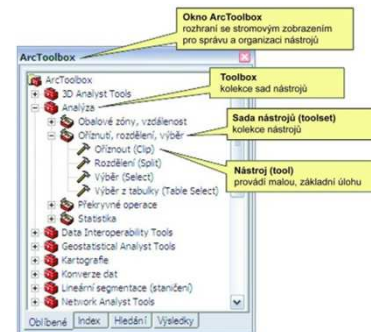 Okno ArcToolbox
rozhraní se stromovým zobrazením
pro správu a organizaci nástrojů
ArcToolbox
ArcToolbox
3D Analyst Tools
Analýza
Obalové zóny, vzdálenost
Oříznutí, rozdělení, výběr
Oříznout (Clip)
Rozdělení (Split)
Výběr (Select)
Výběr z tabulky (Table Select)
Překryvné operace
Statistika
Data Interoperability Tools
Geostatistical Analyst Tools
Kartografie
Konverze dat
Lineární segmentace (staničení)
Network Analyst Tools
Oblíbené Index Hledání Výsledky
Toolbox
kolekce sad nástrojů
Sada nástrojů (toolset)
kolekce nástrojů
Nástroj (tool)
provádí malou, základní úlohu